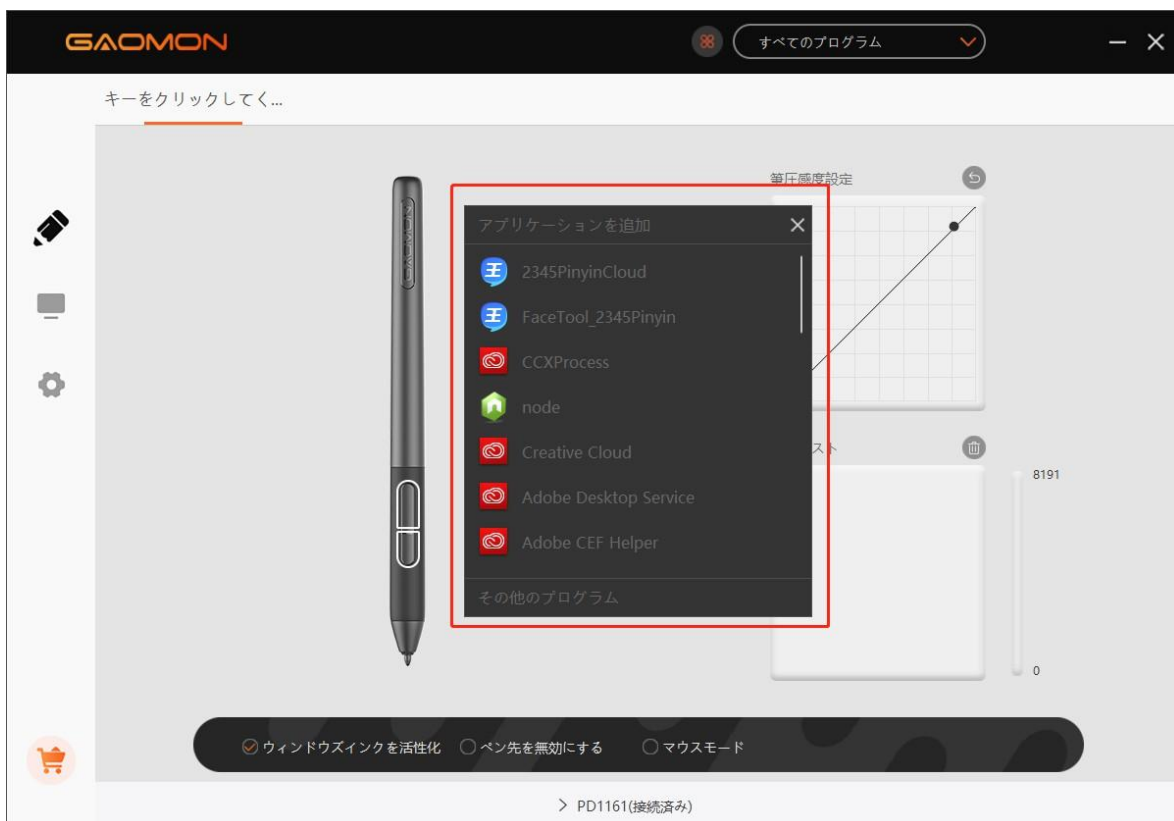 GAOMON
すべてのプログラム
キーをクリックしてく...
筆圧感度設定
GAOMON
アプリケーションを追加
2345PinyinCloud
FaceTool_2345Pinyin
CCXProcess
node
Creative Cloud
Adobe Desktop Service
Adobe CEF Helper
その他のプログラム
スト
8191
0
ウィンドウズインクを活性化
ペン先を無効にする
マウスモード
PD1161(接続済み)